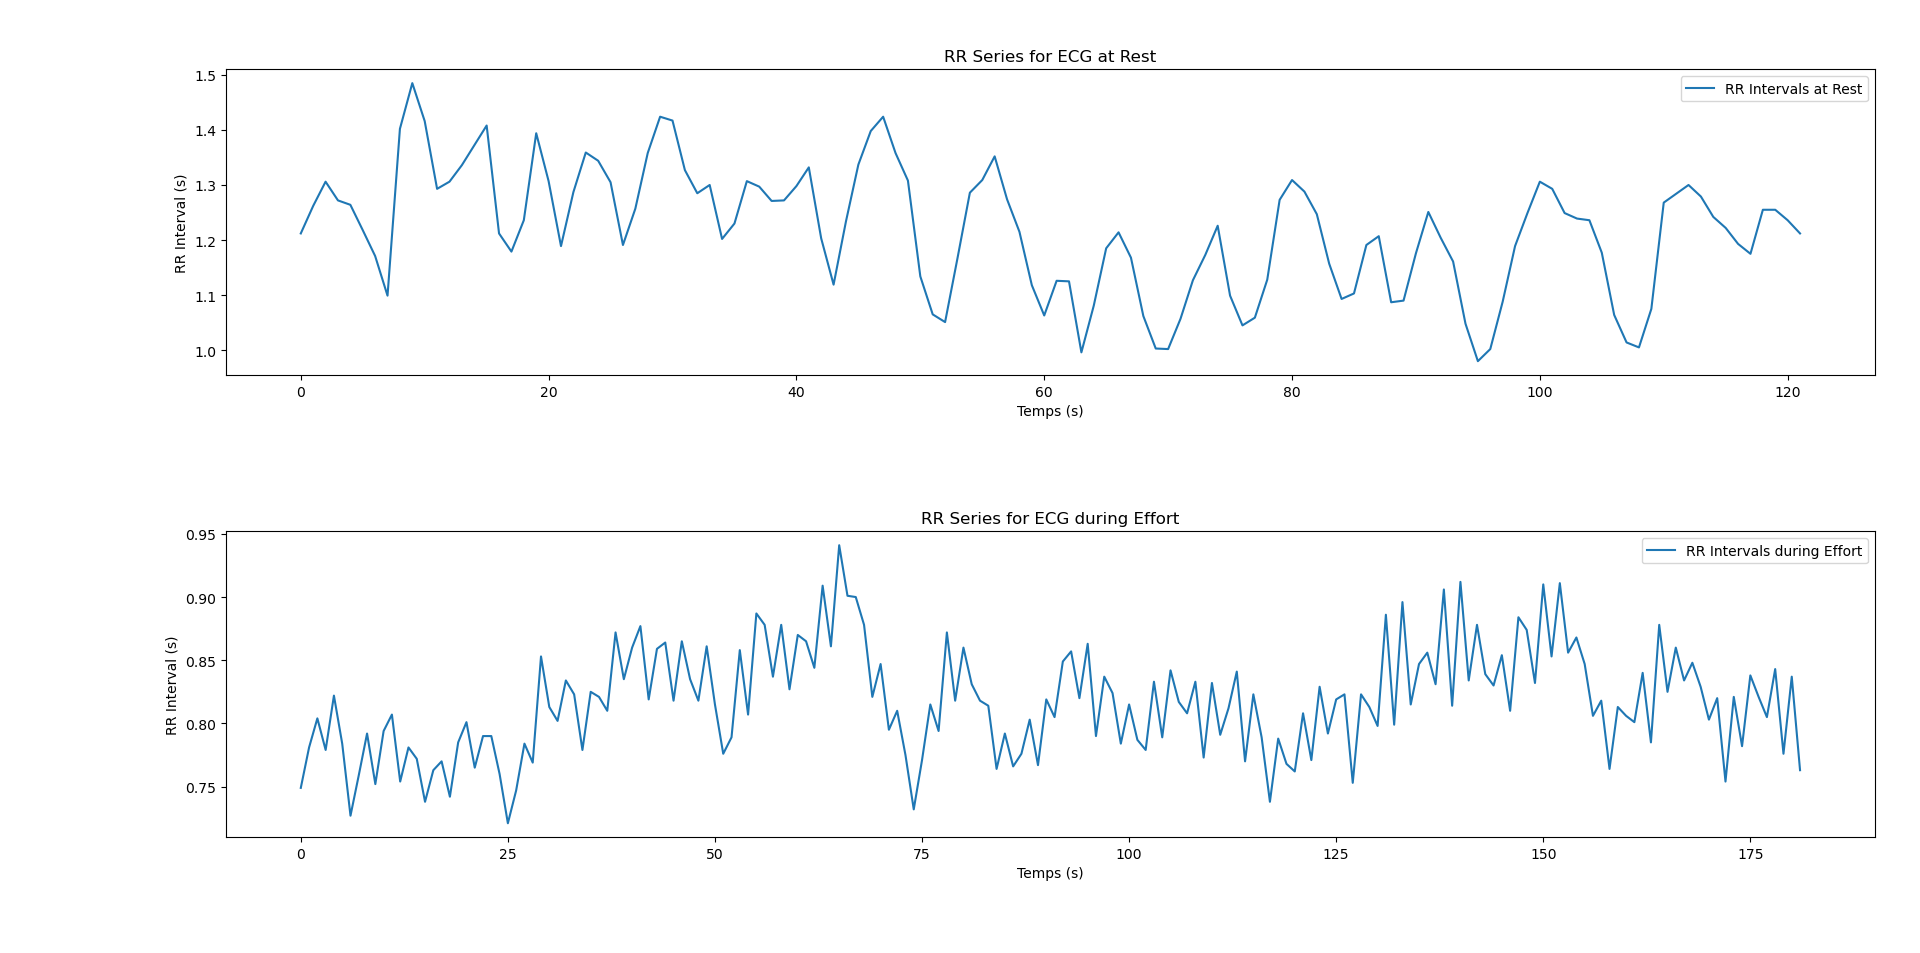 RR Series for ECG at Rest
RR Intervals at Rest
RR Interval (s)
1.5
1.4
1.3
1.2
1.1
1.0
0 20 40 60 80 100 120
Temps (s)
RR Series for ECG during Effort
RR Intervals during Effort
RR Interval (s)
0.95
0.90
0.85
0.80
0.75
0 25 50 75 100 125 150 175
Temps (s)